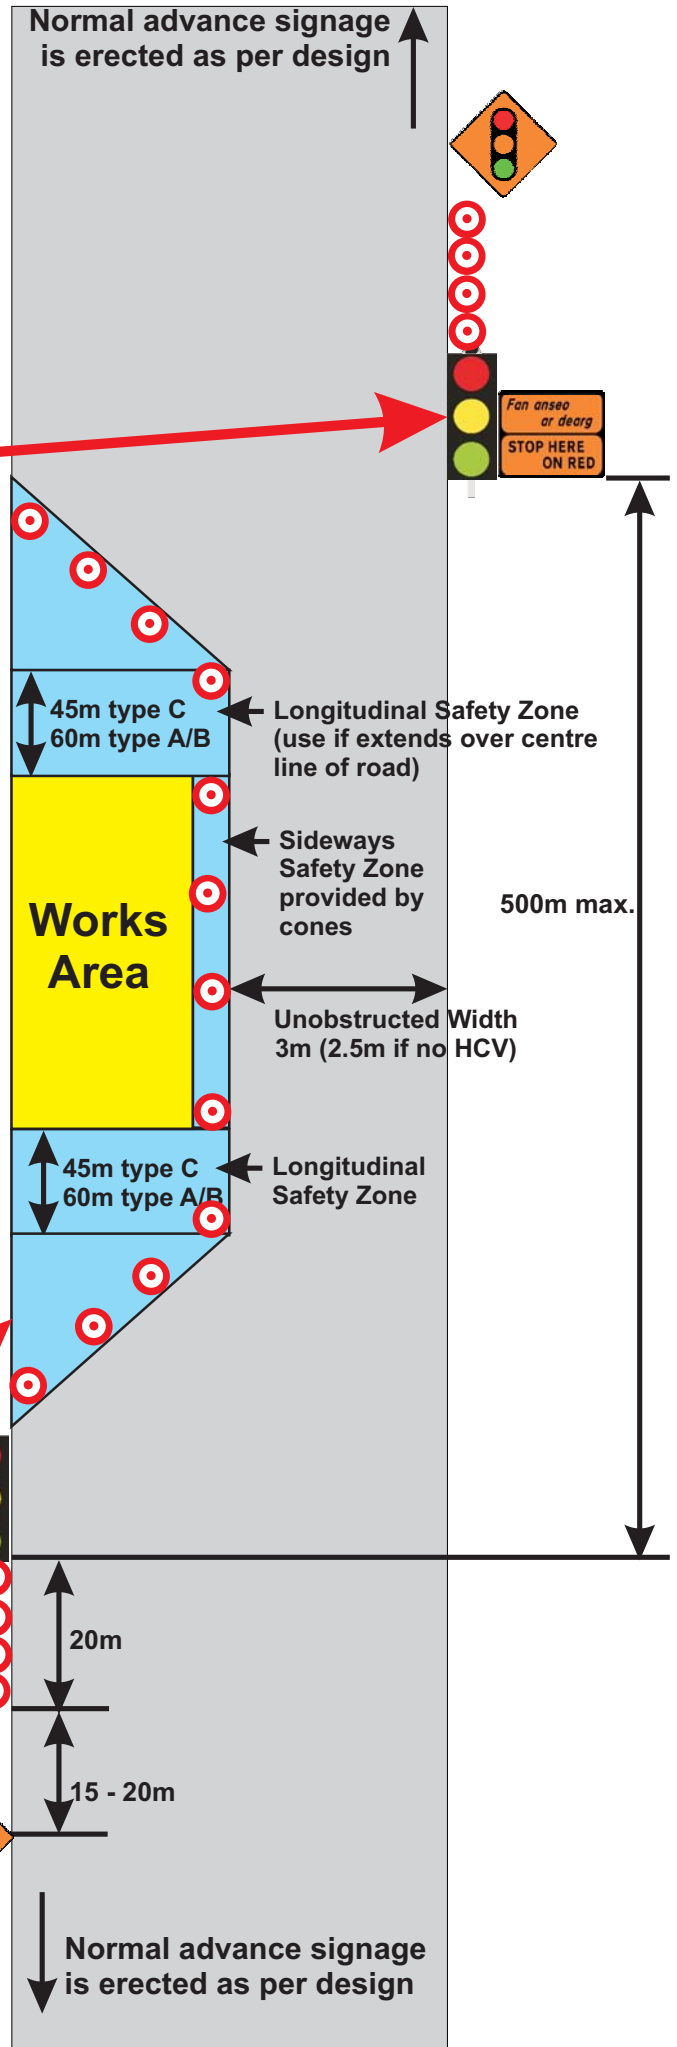 Normal advance signage
is erected as per design
Fan anseo
ar dearg
STOP HERE
ON RED
45m type C
60m type A/B
Longitudinal Safety Zone
(use if extends over centre
line of road)
Sideways
Safety Zone
provided by
cones
Works
Area
500m max.
Unobstructed Width
3m (2.5m if no HCV)
45m type C
60m type A/B
Longitudinal
Safety Zone
20m
15 - 20m
Normal advance signage
is erected as per design